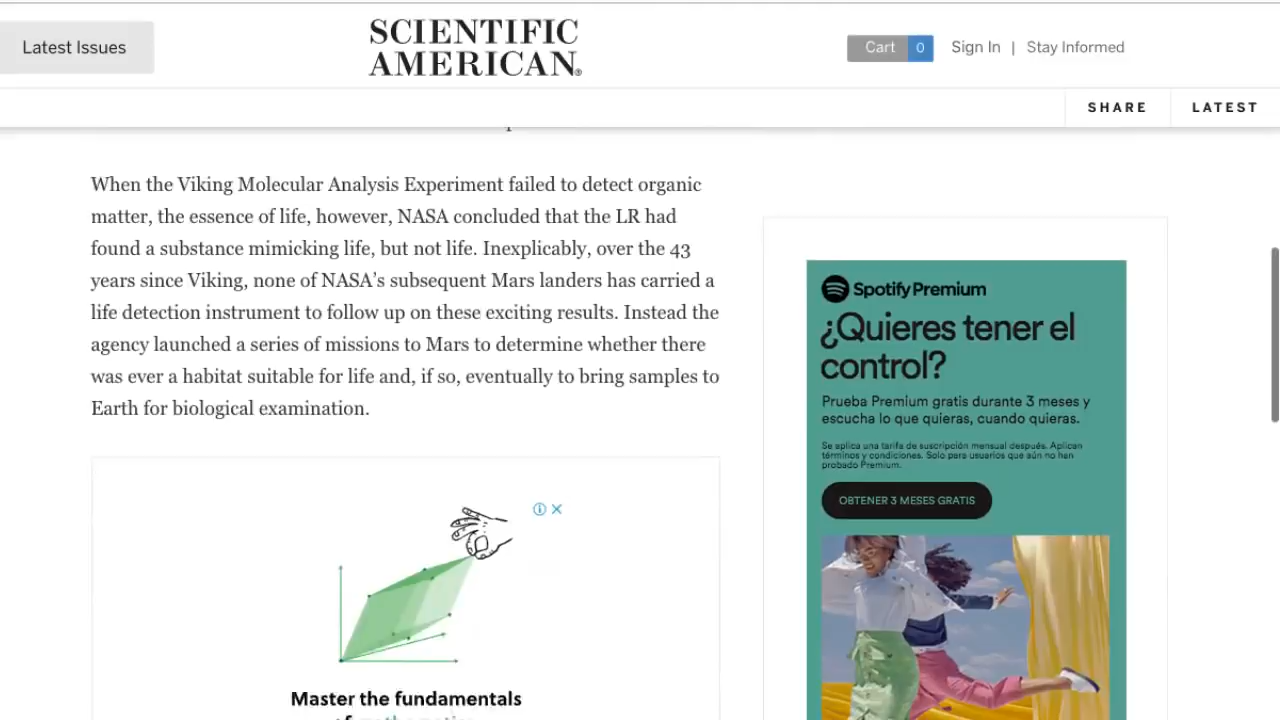 Latest Issues
SCIENTIFIC
AMERICAN®
Cart 0
Sign In | Stay Informed
SHARE
LATEST
When the Viking Molecular Analysis Experiment failed to detect organic
matter, the essence of life, however, NASA concluded that the LR had
found a substance mimicking life, but not life. Inexplicably, over the 43
years since Viking, none of NASA’s subsequent Mars landers has carried a
life detection instrument to follow up on these exciting results. Instead the
agency launched a series of missions to Mars to determine whether there
was ever a habitat suitable for life and, if so, eventually to bring samples to
Earth for biological examination.
Master the fundamentals
Spotify Premium
¿Quieres tener el
control?
Prueba Premium gratis durante 3 meses y
escucha lo que quieras, cuando quieras.
Se aplica una tarifa de suscripción mensual después. Aplican
términos y condiciones. Solo para usuarios que aún no han
probado Premium.
OBTENER 3 MESES GRATIS